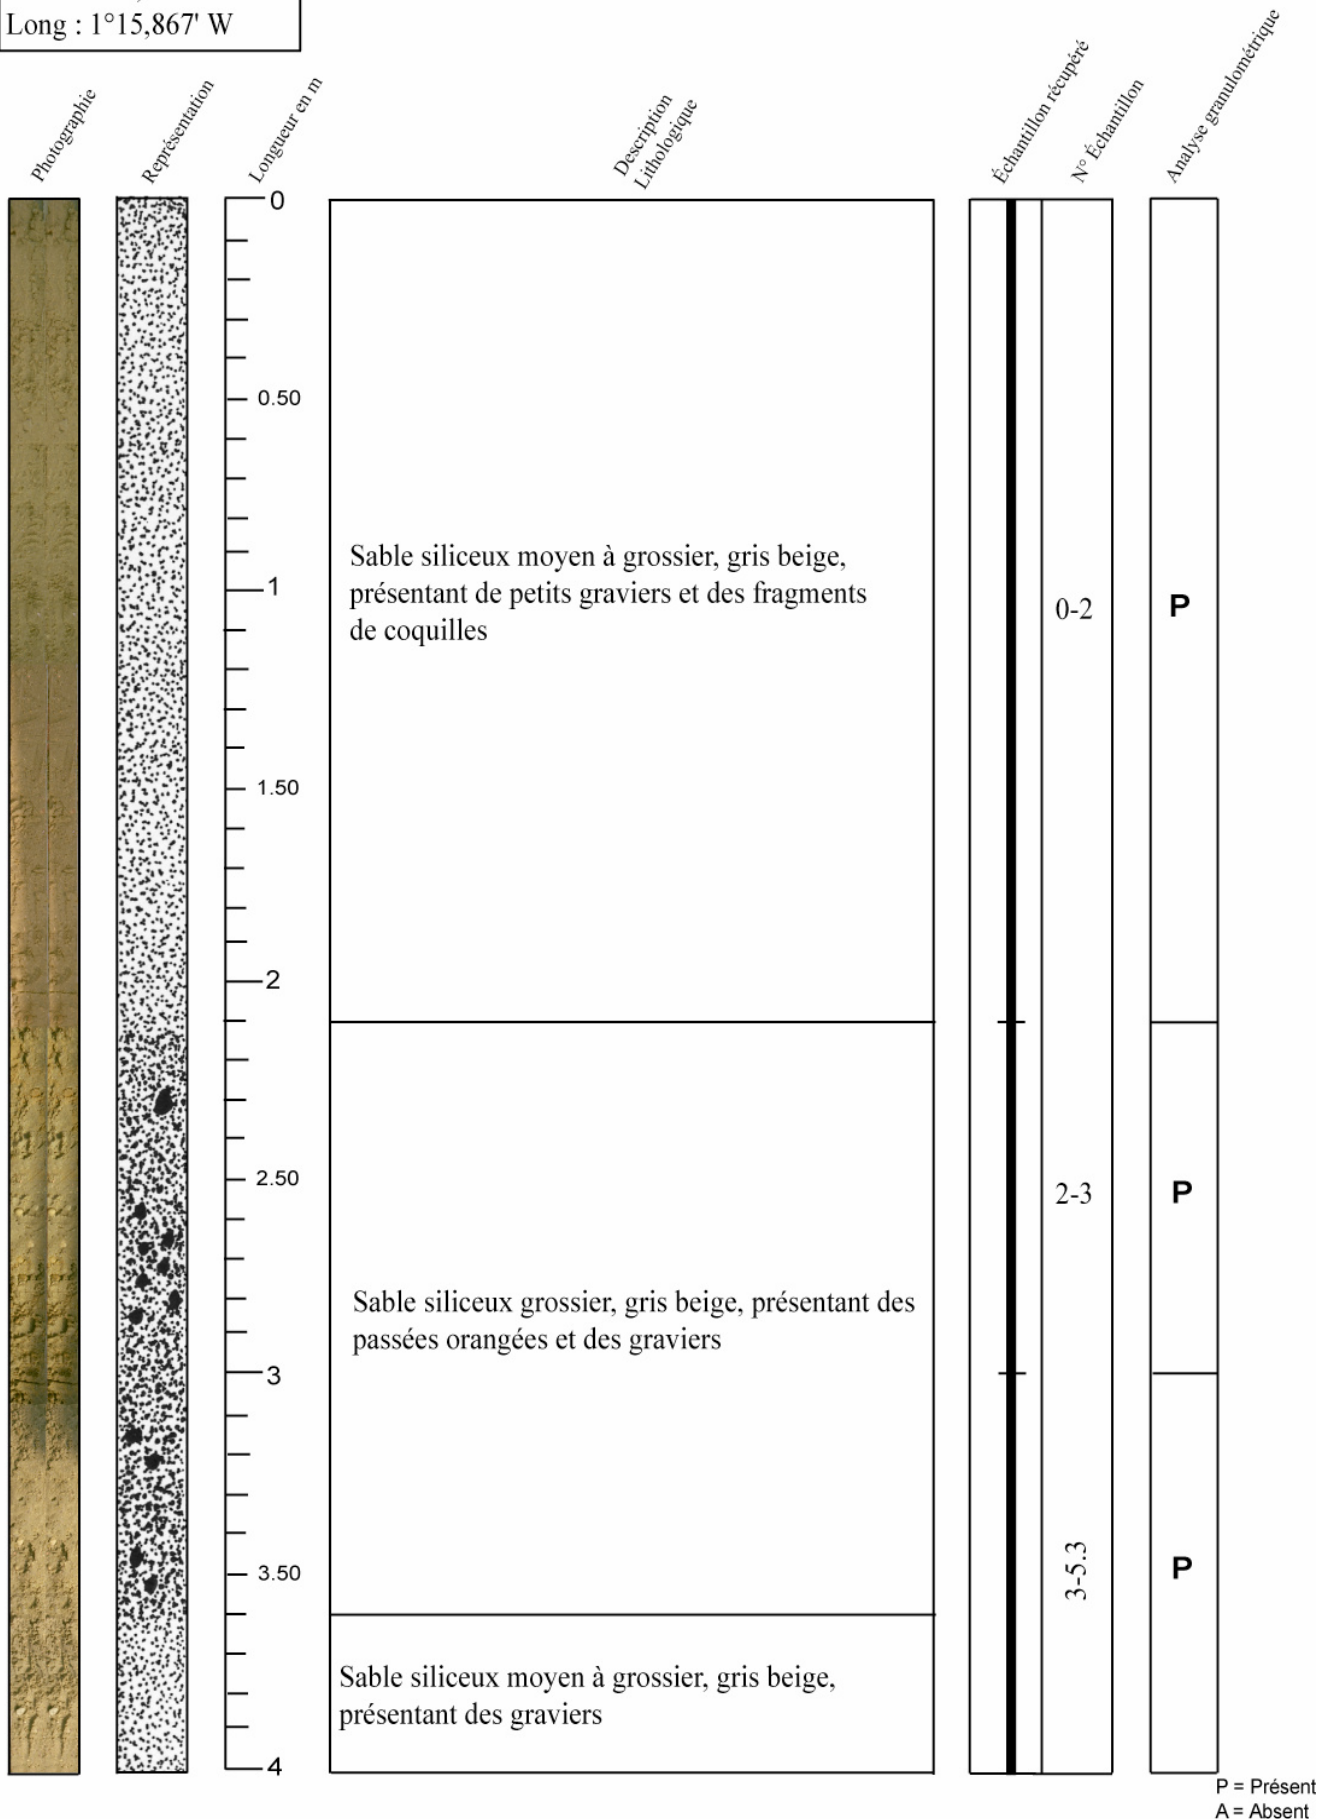 Long : 1°15,867' W
Photographie
Représentation
Longueur en m
Description
Lithologique
Échantillon récupéré
N° Échantillon
Analyse granulométrique
0
0.50
1
1.50
2
2.50
3
3.50
4
Sable siliceux moyen à grossier, gris beige,
présentant de petits graviers et des fragments
de coquilles
0-2
P
Sable siliceux grossier, gris beige, présentant des
passées orangées et des graviers
2-3
P
Sable siliceux moyen à grossier, gris beige,
présentant des graviers
3-5.3
P
P = Présent
A = Absent